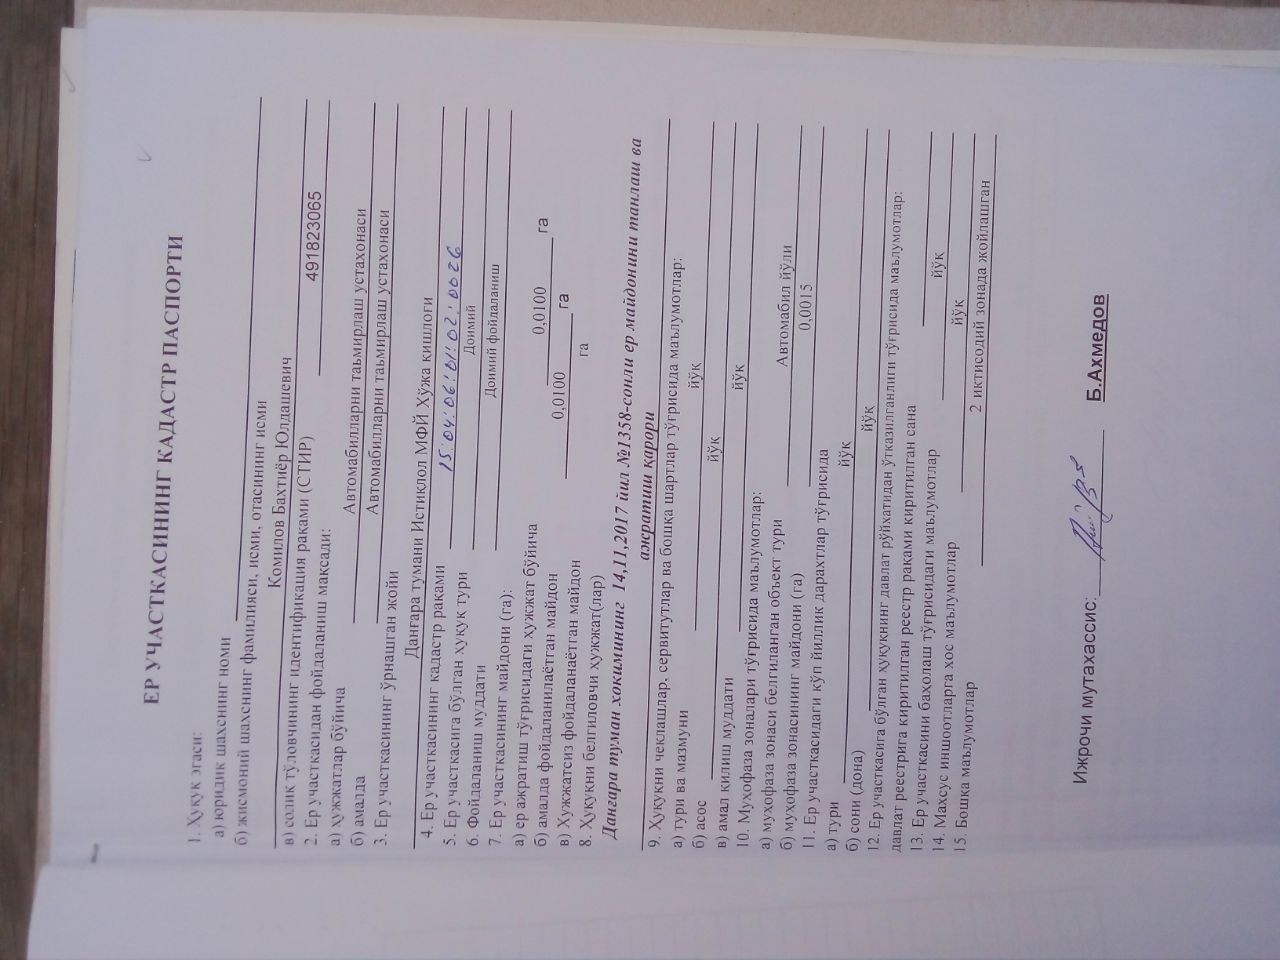 ЕР УЧАСТКАСИНИНГ КАДАСТР ПАСПОРТИ
1. Ҳуқуқ эгаси:
а) юридик шахснинг номи
б) жисмоний шахснинг фамилияси, исми, отасининг исми
Комилов Бахтиёр Юлдашевич
в) солиқ тўловчининг идентификация рақами (СТИР) 491823065
2. Ер участкасидан фойдаланиш мақсади:
а) ҳужжатлар бўйича Автомабилларни таьмирлаш устахонаси
б) амалда Автомабилларни таьмирлаш устахонаси
3. Ер участкасининг ўрнашган жойи
Данғара тумани Истиқлол МФЙ Хўжа қишлоғи
4. Ер участкасининг кадастр рақами 15:04:06:01:02:0026
5. Ер участкасига бўлган ҳуқуқ тури Доимий
6. Фойдаланиш муддати Доимий фойдаланиш
7. Ер участкасининг майдони (га):
а) ер ажратиш тўғрисидаги ҳужжат бўйича 0,0100 га
б) амалда фойдаланилаётган майдон 0,0100 га
в) Ҳужжатсиз фойдаланаётган майдон га
8. Ҳуқуқни белгиловчи ҳужжат(лар)
Данғара туман хокимининг 14,11,2017 йил №1358-сонли ер майдонини танлаш ва
ажратиш қарори
9. Ҳуқуқни чеклашлар, сервитутлар ва бошқа шартлар тўғрисида маълумотлар:
а) тури ва мазмуни йўқ
б) асос йўқ
в) амал қилиш муддати йўқ
10. Муҳофаза зоналари тўғрисида маълумотлар:
а) муҳофаза зонаси белгиланган объект тури Автомабил йўли
б) муҳофаза зонасининг майдони (га) 0,0015
11. Ер участкасидаги кўп йиллик дарахтлар тўғрисида
а) тури йўқ
б) сони (дона) йўқ
12. Ер участкасига бўлган ҳуқуқнинг давлат рўйхатидан ўтказилганлиги тўғрисида маълумотлар:
давлат реестрига киритилган реестр рақами киритилган сана
13. Ер участкасини баҳолаш тўғрисидаги маълумотлар йўқ
14. Махсус иншоотларга хос маълумотлар йўқ
15. Бошқа маълумотлар 2 иқтисодий зонада жойлашган
Ижрочи мутахассис: Б.Ахмедов